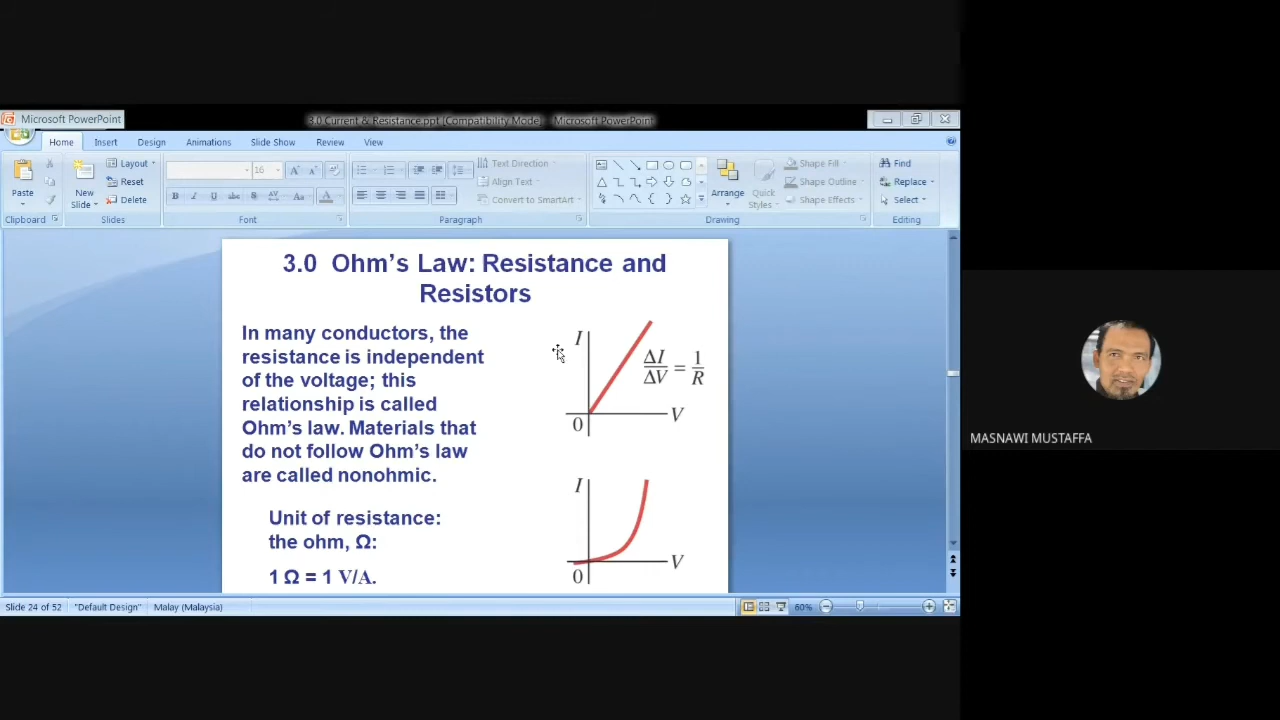 Microsoft PowerPoint
3.0 Current & Resistance.ppt [Compatibility Mode] - Microsoft PowerPoint
Home Insert Design Animations Slide Show Review View
Paste
Clipboard
New
Slide
Layout
Reset
Delete
Slides
16
B I U abc S AV Aa A
Font
Text Direction
Align Text
Convert to SmartArt
Paragraph
Arrange
Quick
Styles
Shape Fill
Shape Outline
Shape Effects
Drawing
Find
Replace
Select
Editing
3.0 Ohm's Law: Resistance and
Resistors
In many conductors, the
resistance is independent
of the voltage; this
relationship is called
Ohm's law. Materials that
do not follow Ohm's law
are called nonohmic.
Unit of resistance:
the ohm, Ω:
1 Ω = 1 V/A.
I
ΔI/ΔV = 1/R
V
0
I
V
0
MASNAWI MUSTAFFA
Slide 24 of 52 "Default Design" Malay (Malaysia) 60%